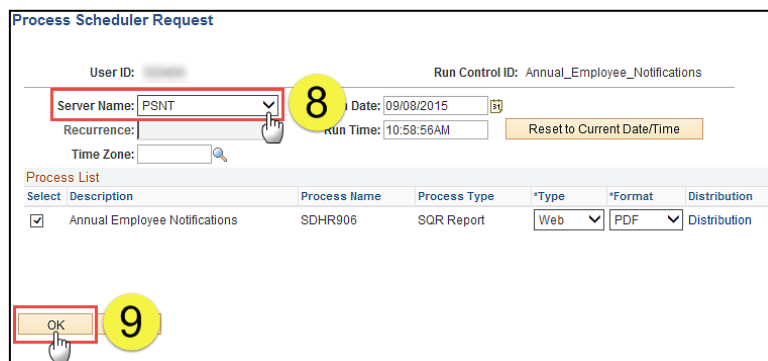 Process Scheduler Request
User ID: Run Control ID: Annual_Employee_Notifications
Server Name: PSNT 8 Date: 09/08/2015 31
Recurrence: Run Time: 10:58:56AM Reset to Current Date/Time
Time Zone:
Process List
Select Description Process Name Process Type *Type *Format Distribution
Annual Employee Notifications SDHR906 SQR Report Web PDF Distribution
OK 9